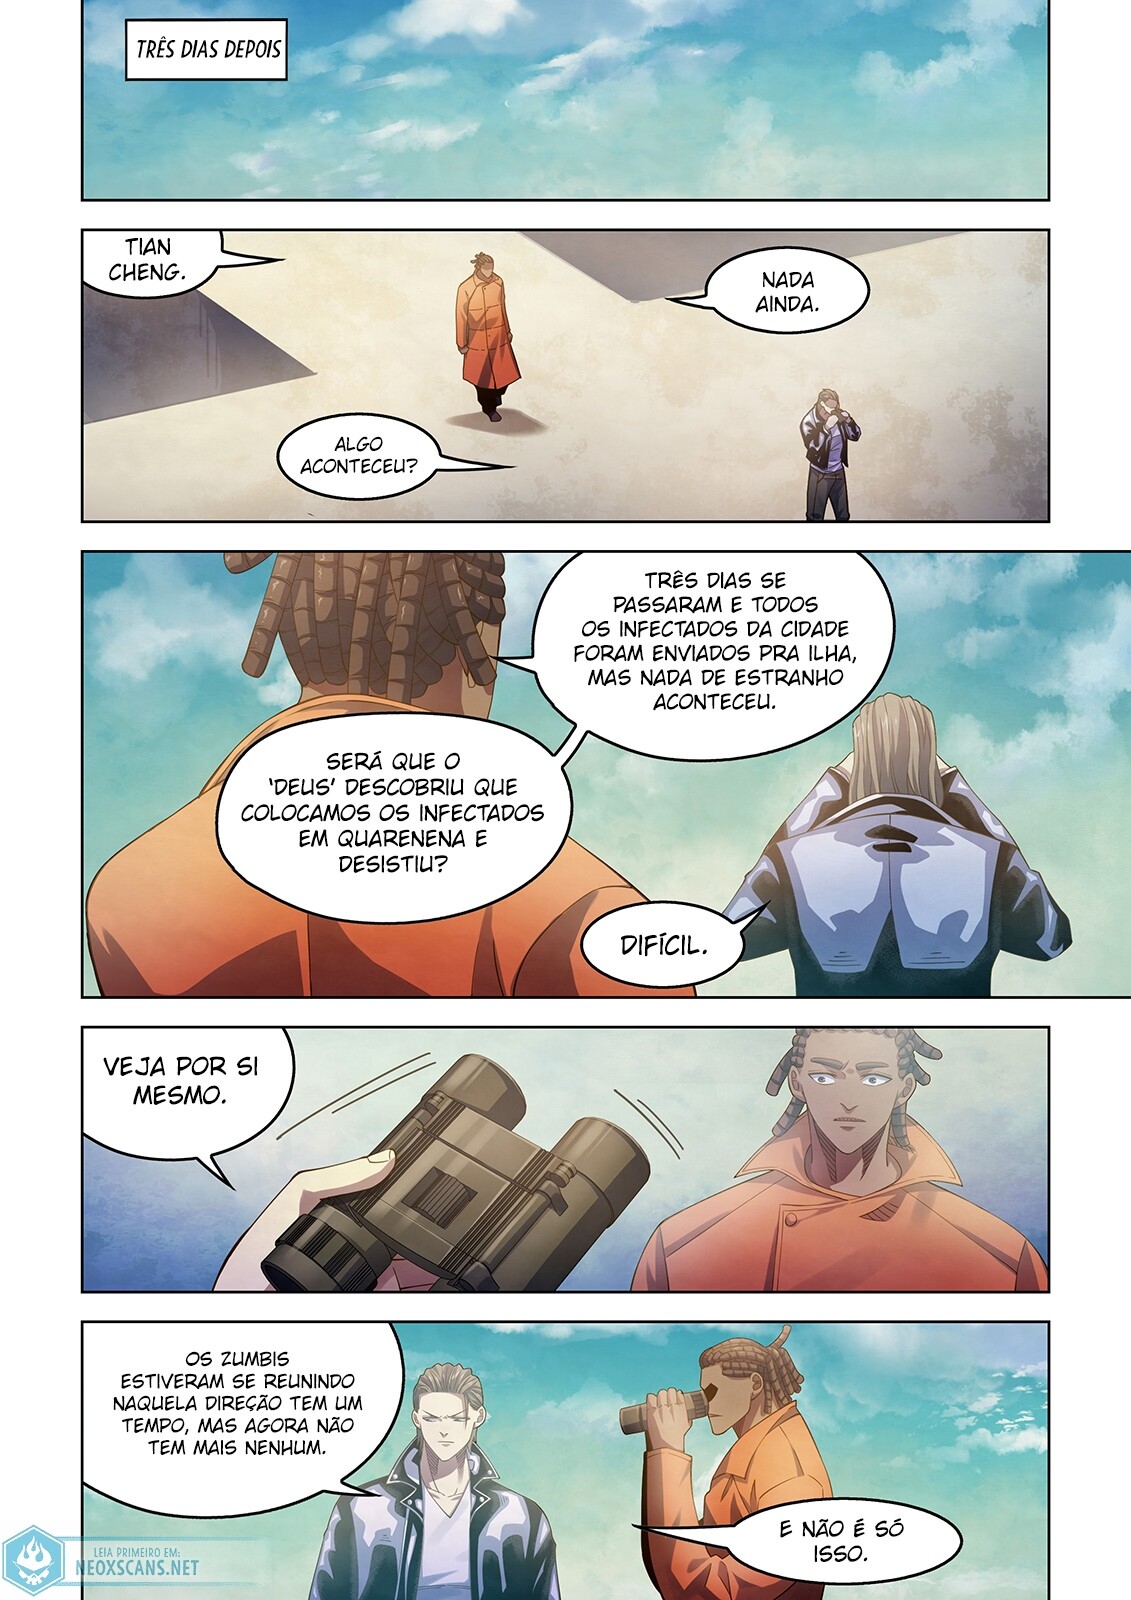 TRÊS DIAS DEPOIS
TIAN
CHENG.
NADA
AINDA.
ALGO
ACONTECEU?
TRÊS DIAS SE
PASSARAM E TODOS
OS INFECTADOS DA CIDADE
FORAM ENVIADOS PRA ILHA,
MAS NADA DE ESTRANHO
ACONTECEU.
SERÁ QUE O
'DEUS' DESCOBRIU QUE
COLOCAMOS OS INFECTADOS
EM QUARENENA E
DESISTIU?
DIFÍCIL.
VEJA POR SI
MESMO.
OS ZUMBIS
ESTIVERAM SE REUNINDO
NAQUELA DIREÇÃO TEM UM
TEMPO, MAS AGORA NÃO
TEM MAIS NENHUM.
E NÃO É SÓ
ISSO.
LEIA PRIMEIRO EM:
NEOXSCANS.NET